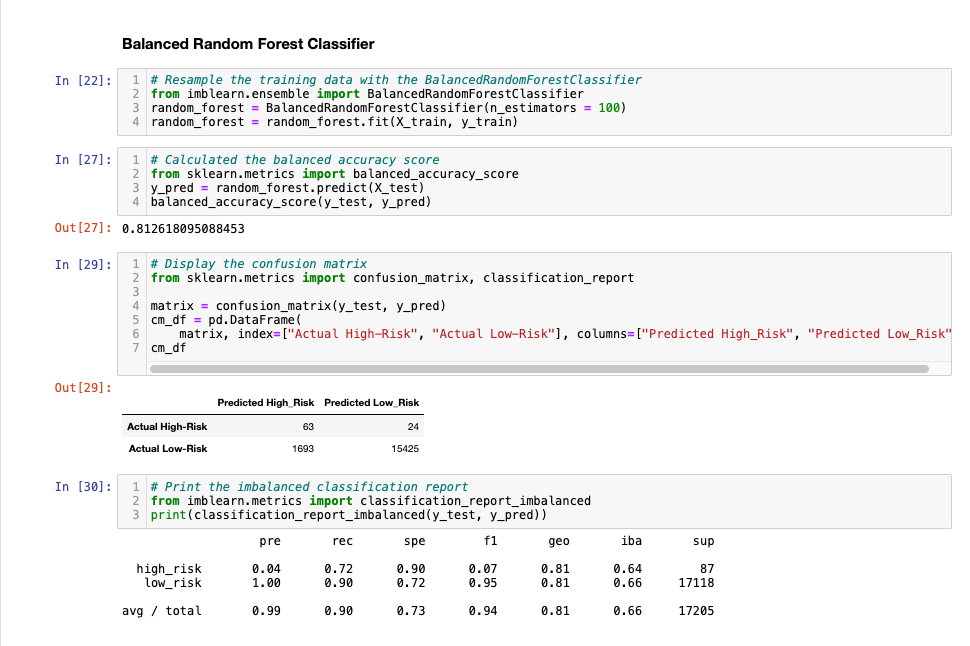 Balanced Random Forest Classifier
In [22]:
1 # Resample the training data with the BalancedRandomForestClassifier
2 from imblearn.ensemble import BalancedRandomForestClassifier
3 random_forest = BalancedRandomForestClassifier(n_estimators = 100)
4 random_forest = random_forest.fit(X_train, y_train)
In [27]:
1 # Calculated the balanced accuracy score
2 from sklearn.metrics import balanced_accuracy_score
3 y_pred = random_forest.predict(X_test)
4 balanced_accuracy_score(y_test, y_pred)
Out[27]: 0.812618095088453
In [29]:
1 # Display the confusion matrix
2 from sklearn.metrics import confusion_matrix, classification_report
3
4 matrix = confusion_matrix(y_test, y_pred)
5 cm_df = pd.DataFrame(
6     matrix, index=["Actual High-Risk", "Actual Low-Risk"], columns=["Predicted High_Risk", "Predicted Low_Risk"
7 cm_df
Out[29]:
Predicted High_Risk Predicted Low_Risk
Actual High-Risk 63 24
Actual Low-Risk 1693 15425
In [30]:
1 # Print the imbalanced classification report
2 from imblearn.metrics import classification_report_imbalanced
3 print(classification_report_imbalanced(y_test, y_pred))
pre rec spe f1 geo iba sup
high_risk 0.04 0.72 0.90 0.07 0.81 0.64 87
low_risk 1.00 0.90 0.72 0.95 0.81 0.66 17118
avg / total 0.99 0.90 0.73 0.94 0.81 0.66 17205